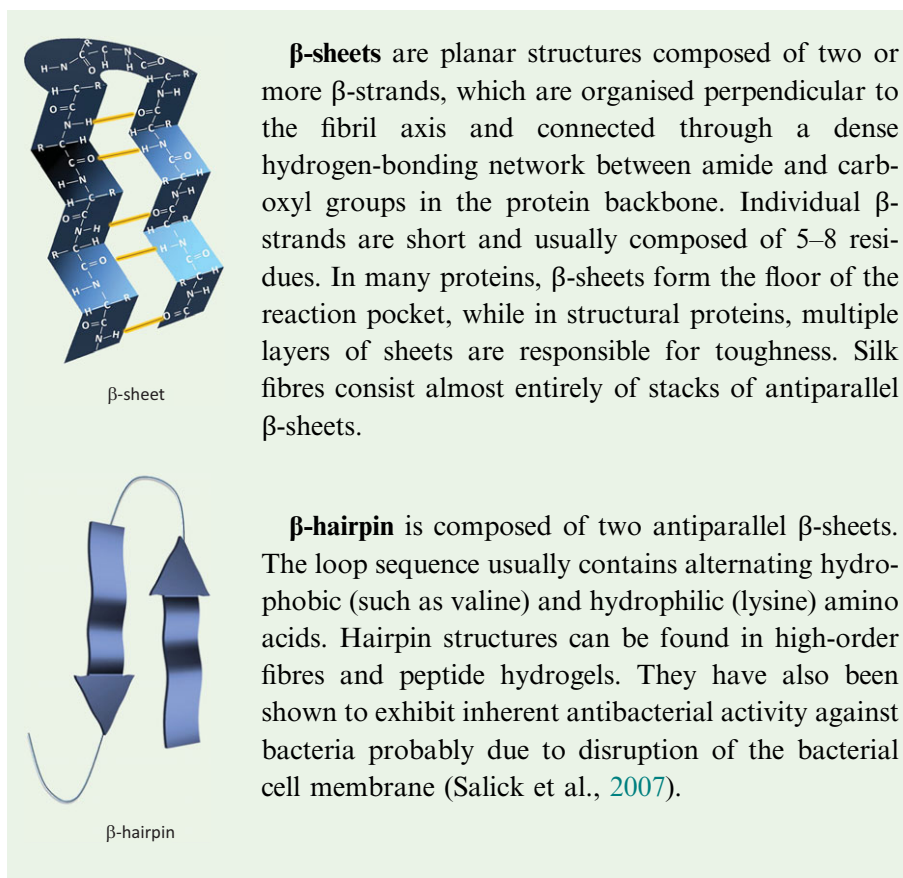 β-sheets are planar structures composed of two or
more β-strands, which are organised perpendicular to
the fibril axis and connected through a dense
hydrogen-bonding network between amide and carb-
oxyl groups in the protein backbone. Individual β-
strands are short and usually composed of 5–8 resi-
dues. In many proteins, β-sheets form the floor of the
reaction pocket, while in structural proteins, multiple
layers of sheets are responsible for toughness. Silk
fibres consist almost entirely of stacks of antiparallel
β-sheets.
β-sheet
β-hairpin is composed of two antiparallel β-sheets.
The loop sequence usually contains alternating hydro-
phobic (such as valine) and hydrophilic (lysine) amino
acids. Hairpin structures can be found in high-order
fibres and peptide hydrogels. They have also been
shown to exhibit inherent antibacterial activity against
bacteria probably due to disruption of the bacterial
cell membrane (Salick et al., 2007).
β-hairpin